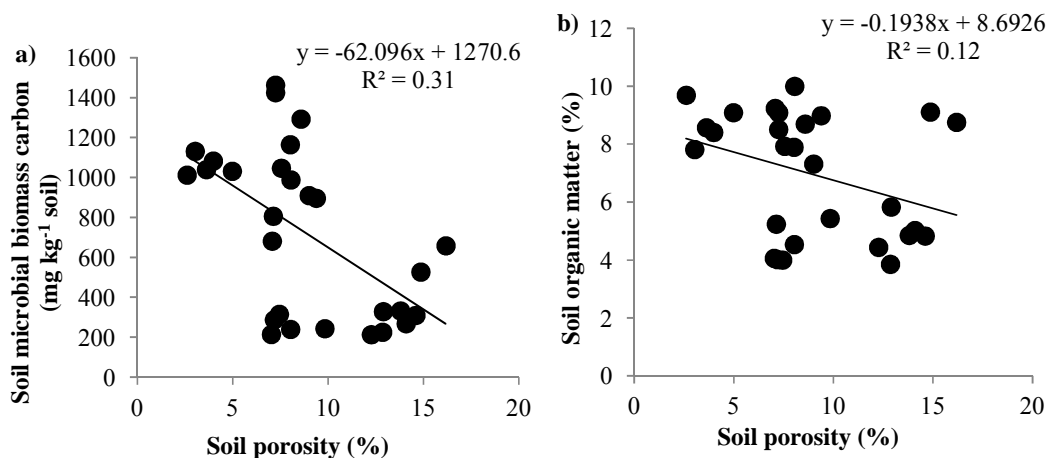 a)
y = -62.096x + 1270.6
R² = 0.31
Soil microbial biomass carbon
(mg kg⁻¹ soil)
1600
1400
1200
1000
800
600
400
200
0
0 5 10 15 20
Soil porosity (%)
b)
y = -0.1938x + 8.6926
R² = 0.12
Soil organic matter (%)
12
10
8
6
4
2
0
0 5 10 15 20
Soil porosity (%)